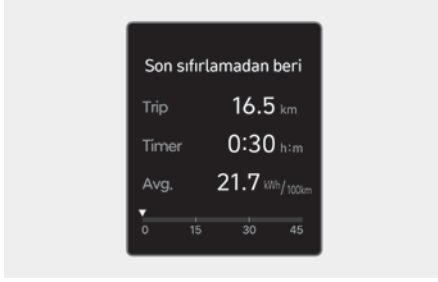 Son sıfırlamadan beri
Trip 16.5 km
Timer 0:30 h:m
Avg. 21.7 kWh/100km
0 15 30 45